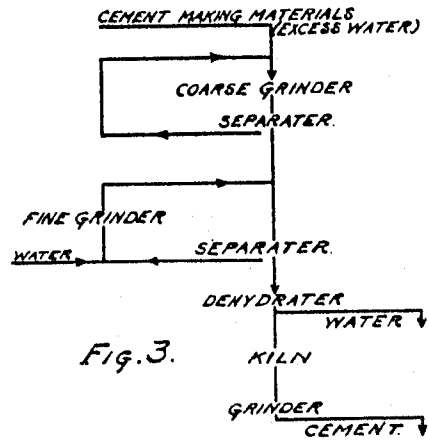 CEMENT MAKING MATERIALS
(EXCESS WATER)
COARSE GRINDER
SEPARATER.
FINE GRINDER
WATER
SEPARATER.
DEHYDRATER
WATER
Fig. 3.
KILN
GRINDER
CEMENT.